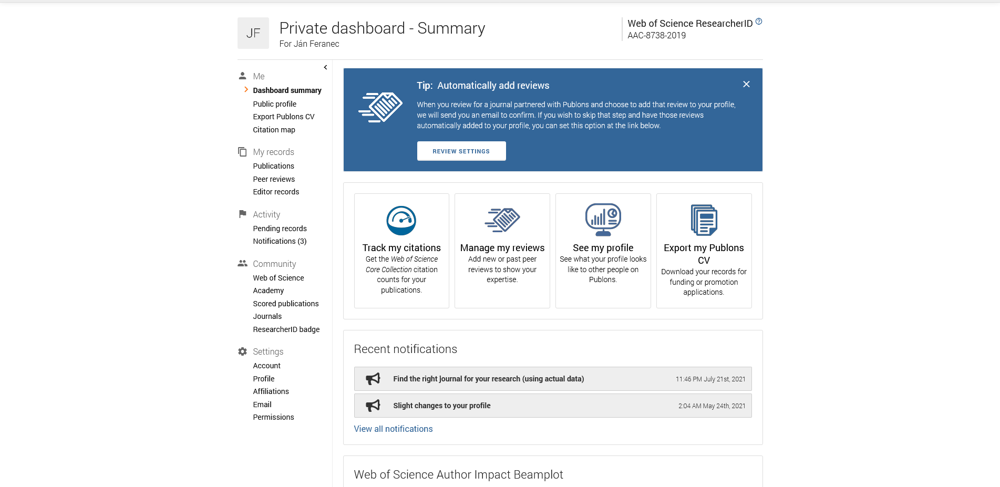 JF
Private dashboard - Summary
For Ján Feranec
Web of Science ResearcherID ?
AAC-8738-2019
Me
Dashboard summary
Public profile
Export Publons CV
Citation map
My records
Publications
Peer reviews
Editor records
Activity
Pending records
Notifications (3)
Community
Web of Science
Academy
Scored publications
Journals
ResearcherID badge
Settings
Account
Profile
Affiliations
Email
Permissions
Tip: Automatically add reviews
When you review for a journal partnered with Publons and choose to add that review to your profile,
we will send you an email to confirm. If you wish to skip that step and have those reviews
automatically added to your profile, you can set this option at the link below.
REVIEW SETTINGS
Track my citations
Get the Web of Science
Core Collection citation
counts for your
publications.
Manage my reviews
Add new or past peer
reviews to show your
expertise.
See my profile
See what your profile looks
like to other people on
Publons.
Export my Publons
CV
Download your records for
funding or promotion
applications.
Recent notifications
Find the right journal for your research (using actual data)
11:46 PM July 21st, 2021
Slight changes to your profile
2:04 AM May 24th, 2021
View all notifications
Web of Science Author Impact Beamplot